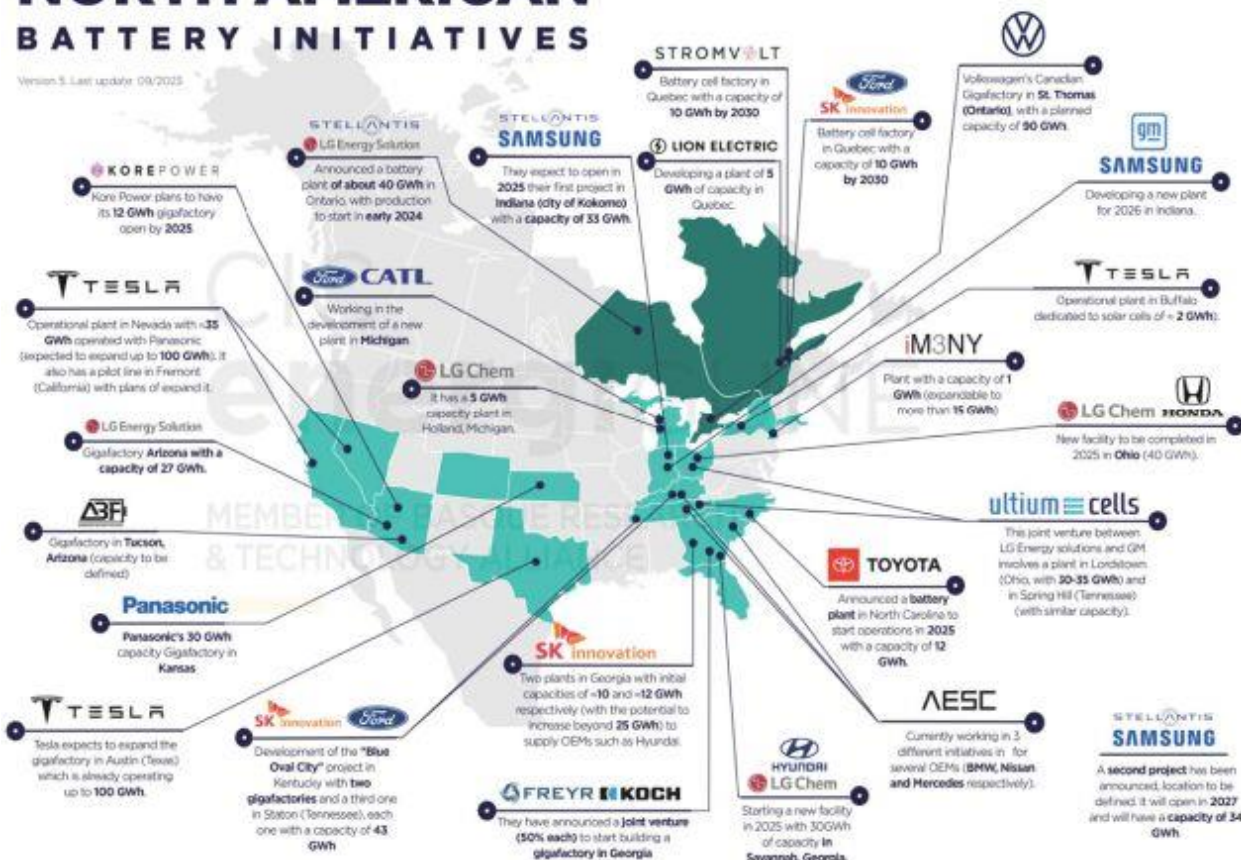 NORTH AMERICAN
BATTERY INITIATIVES
Version 5. Last update 09/2023
STROMVOLT
Battery cell factory in
Quebec with a capacity of
10 GWh by 2030
Ford
SK innovation
Battery cell factory
in Quebec with a
capacity of 10 GWh
by 2030
Volkswagen's Canadian
Gigafactory in St. Thomas
(Ontario), with a planned
capacity of 90 GWh.
gm
SAMSUNG
Developing a new plant
for 2026 in Indiana.
STELLANTIS
LG Energy Solution
Announced a battery
plant of about 40 GWh in
Ontario, with production
to start in early 2024
STELLANTIS
SAMSUNG
They expect to open in
2025 their first project in
Indiana (city of Kokomo)
with a capacity of 33 GWh.
LION ELECTRIC
Developing a plant of 5
GWh of capacity in
Quebec.
KOREPOWER
Kore Power plans to have
its 12 GWh gigafactory
open by 2025
TESLA
Operational plant in Nevada with ~35
GWh operated with Panasonic
(expected to expand up to 100 GWh). It
also has a pilot line in Fremont
(California) with plans of expand it.
Ford CATL
Working in the
development of a new
plant in Michigan
TESLA
Operational plant in Buffalo
dedicated to solar cells of ~ 2 GWh).
iM3NY
Plant with a capacity of 1
GWh (expandable to
more than 15 GWh)
LG Chem
It has a 5 GWh
capacity plant in
Holland, Michigan.
LG Chem HONDA
New facility to be completed in
2025 in Ohio (40 GWh).
LG Energy Solution
Gigafactory Arizona with a
capacity of 27 GWh.
ABF
Gigafactory in Tucson,
Arizona (capacity to be
defined)
CIC
energiGUNE
MEMBER OF BASQUE RESEARCH
& TECHNOLOGY ALLIANCE
ultium cells
This joint venture between
LG Energy solutions and GM
involves a plant in Lordstown
(Ohio, with 30-35 GWh) and
in Spring Hill (Tennessee)
(with similar capacity).
Panasonic
Panasonic's 30 GWh
capacity Gigafactory in
Kansas
TOYOTA
Announced a battery
plant in North Carolina to
start operations in 2025
with a capacity of 12
GWh.
TESLA
Tesla expects to expand the
gigafactory in Austin (Texas)
which is already operating
up to 100 GWh.
SK innovation Ford
Development of the "Blue
Oval City" project in
Kentucky with two
gigafactories and a third one
in Staton (Tennessee), each
one with a capacity of 43
GWh
SK innovation
Two plants in Georgia with initial
capacities of ~10 and ~12 GWh
respectively (with the potential to
increase beyond 25 GWh) to
supply OEMs such as Hyundai.
FREYR KOCH
They have announced a joint venture
(50% each) to start building a
gigafactory in Georgia
HYUNDAI
LG Chem
Starting a new facility
in 2025 with 30GWh
of capacity in
Savannah, Georgia.
AESC
Currently working in 3
different initiatives in for
several OEMs (BMW, Nissan
and Mercedes respectively).
STELLANTIS
SAMSUNG
A second project has been
announced, location to be
defined. It will open in 2027
and will have a capacity of 34
GWh.